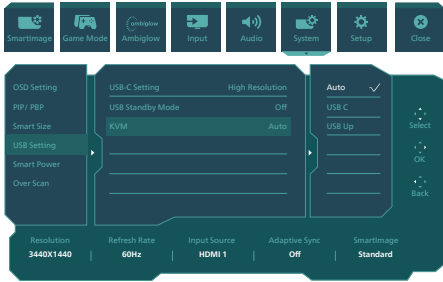 ambiglow
SmartImage Game Mode Ambiglow Input Audio System Setup Close
OSD Setting
PIP/ PBP
Smart Size
USB Setting
Smart Power
Over Scan
USB-C Setting High Resolution
USB Standby Mode Off
KVM Auto
Auto
USB C
USB Up
Select
OK
Back
Resolution Refresh Rate Input Source Adaptive Sync SmartImage
3440X1440 60Hz HDMI 1 Off Standard